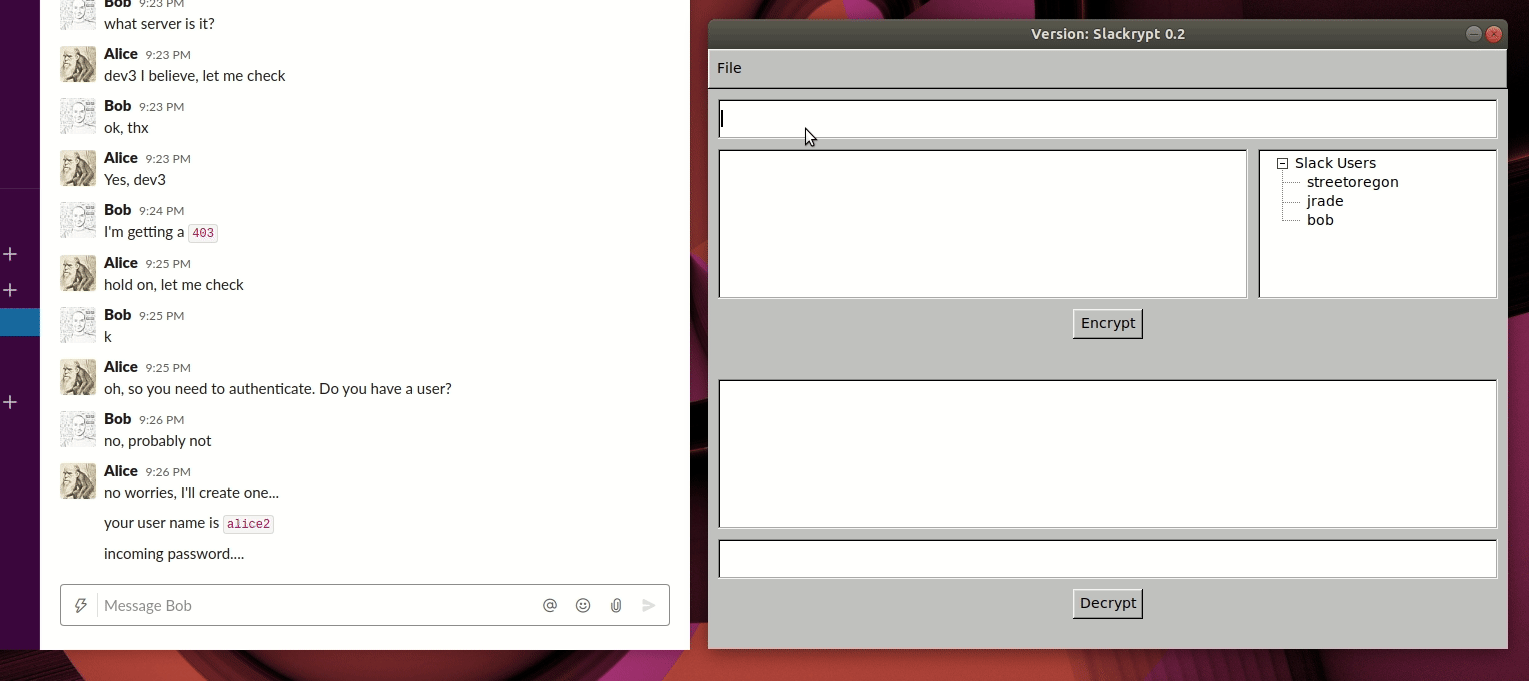 Bob 9:23 PM
what server is it?
Alice 9:23 PM
dev3 I believe, let me check
Bob 9:23 PM
ok, thx
Alice 9:23 PM
Yes, dev3
Bob 9:24 PM
I'm getting a 403
Alice 9:25 PM
hold on, let me check
Bob 9:25 PM
k
Alice 9:25 PM
oh, so you need to authenticate. Do you have a user?
Bob 9:26 PM
no, probably not
Alice 9:26 PM
no worries, I'll create one...
your user name is alice2
incoming password....
Message Bob
Version: Slackrypt 0.2
File
Slack Users
streetoregon
jrade
bob
Encrypt
Decrypt